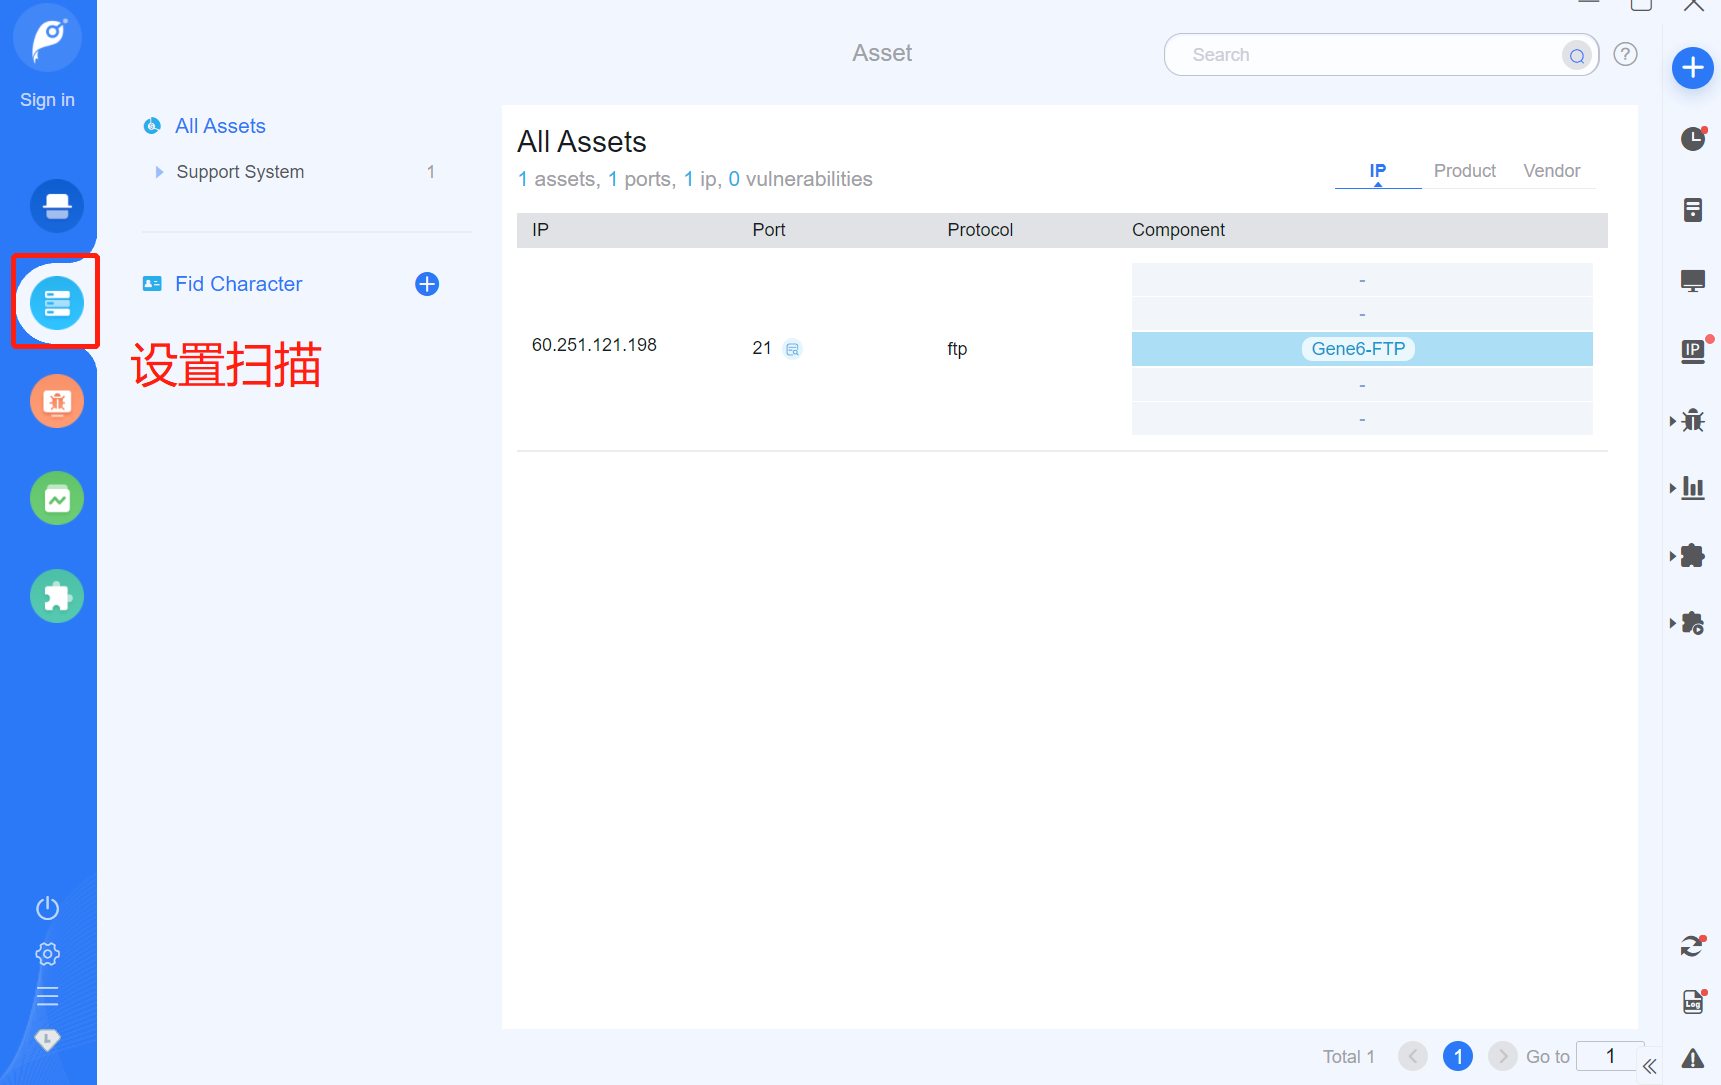 Asset
Search
Sign in
All Assets
Support System 1
Fid Character
设置扫描
All Assets
1 assets, 1 ports, 1 ip, 0 vulnerabilities
IP Product Vendor
IP Port Protocol Component
-
-
60.251.121.198 21 ftp Gene6-FTP
-
-
IP
Log
Total 1 1 Go to 1